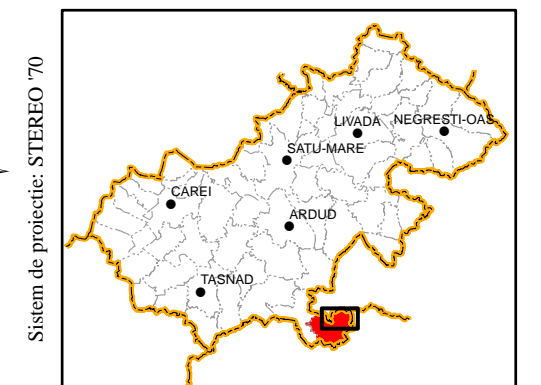 Sistem de proiectie: STEREO '70
LIVADA
NEGRESTI-OAS
SATU-MARE
CAREI
ARDUD
TASNAD